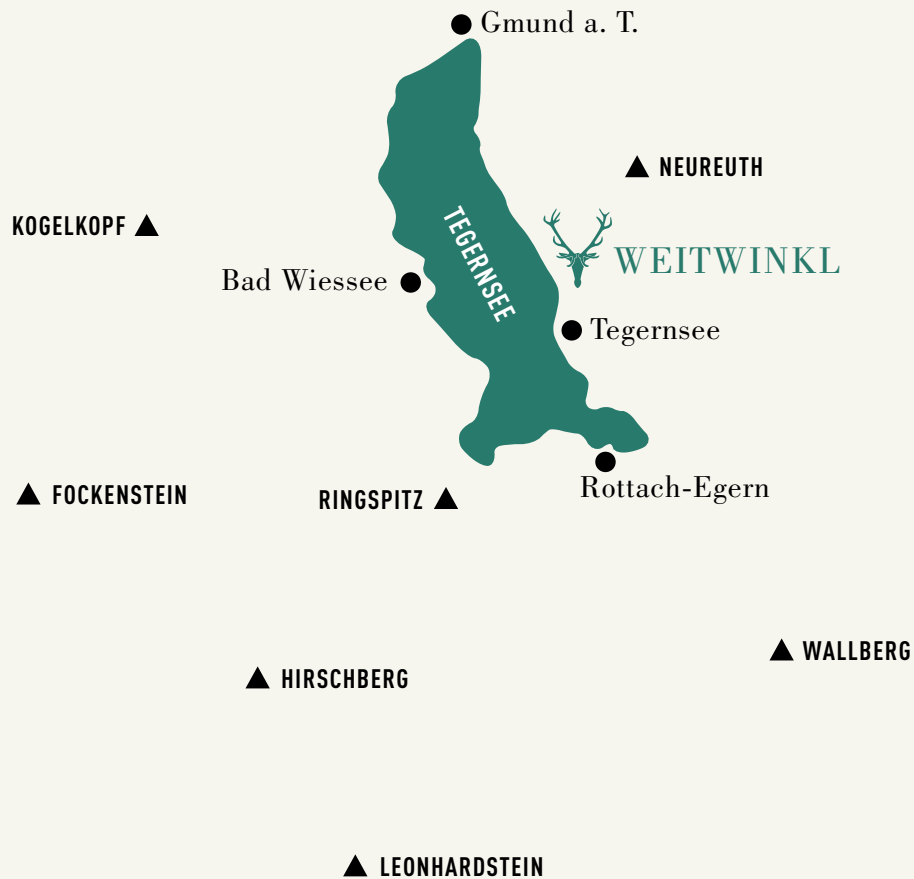 Gmund a. T.
NEUREUTH
KOGELKOPF
TEGERNSEE
WEITWINKL
Bad Wiessee
Tegernsee
FOCKENSTEIN
RINGSPITZ
Rottach-Egern
WALLBERG
HIRSCHBERG
LEONHARDSTEIN